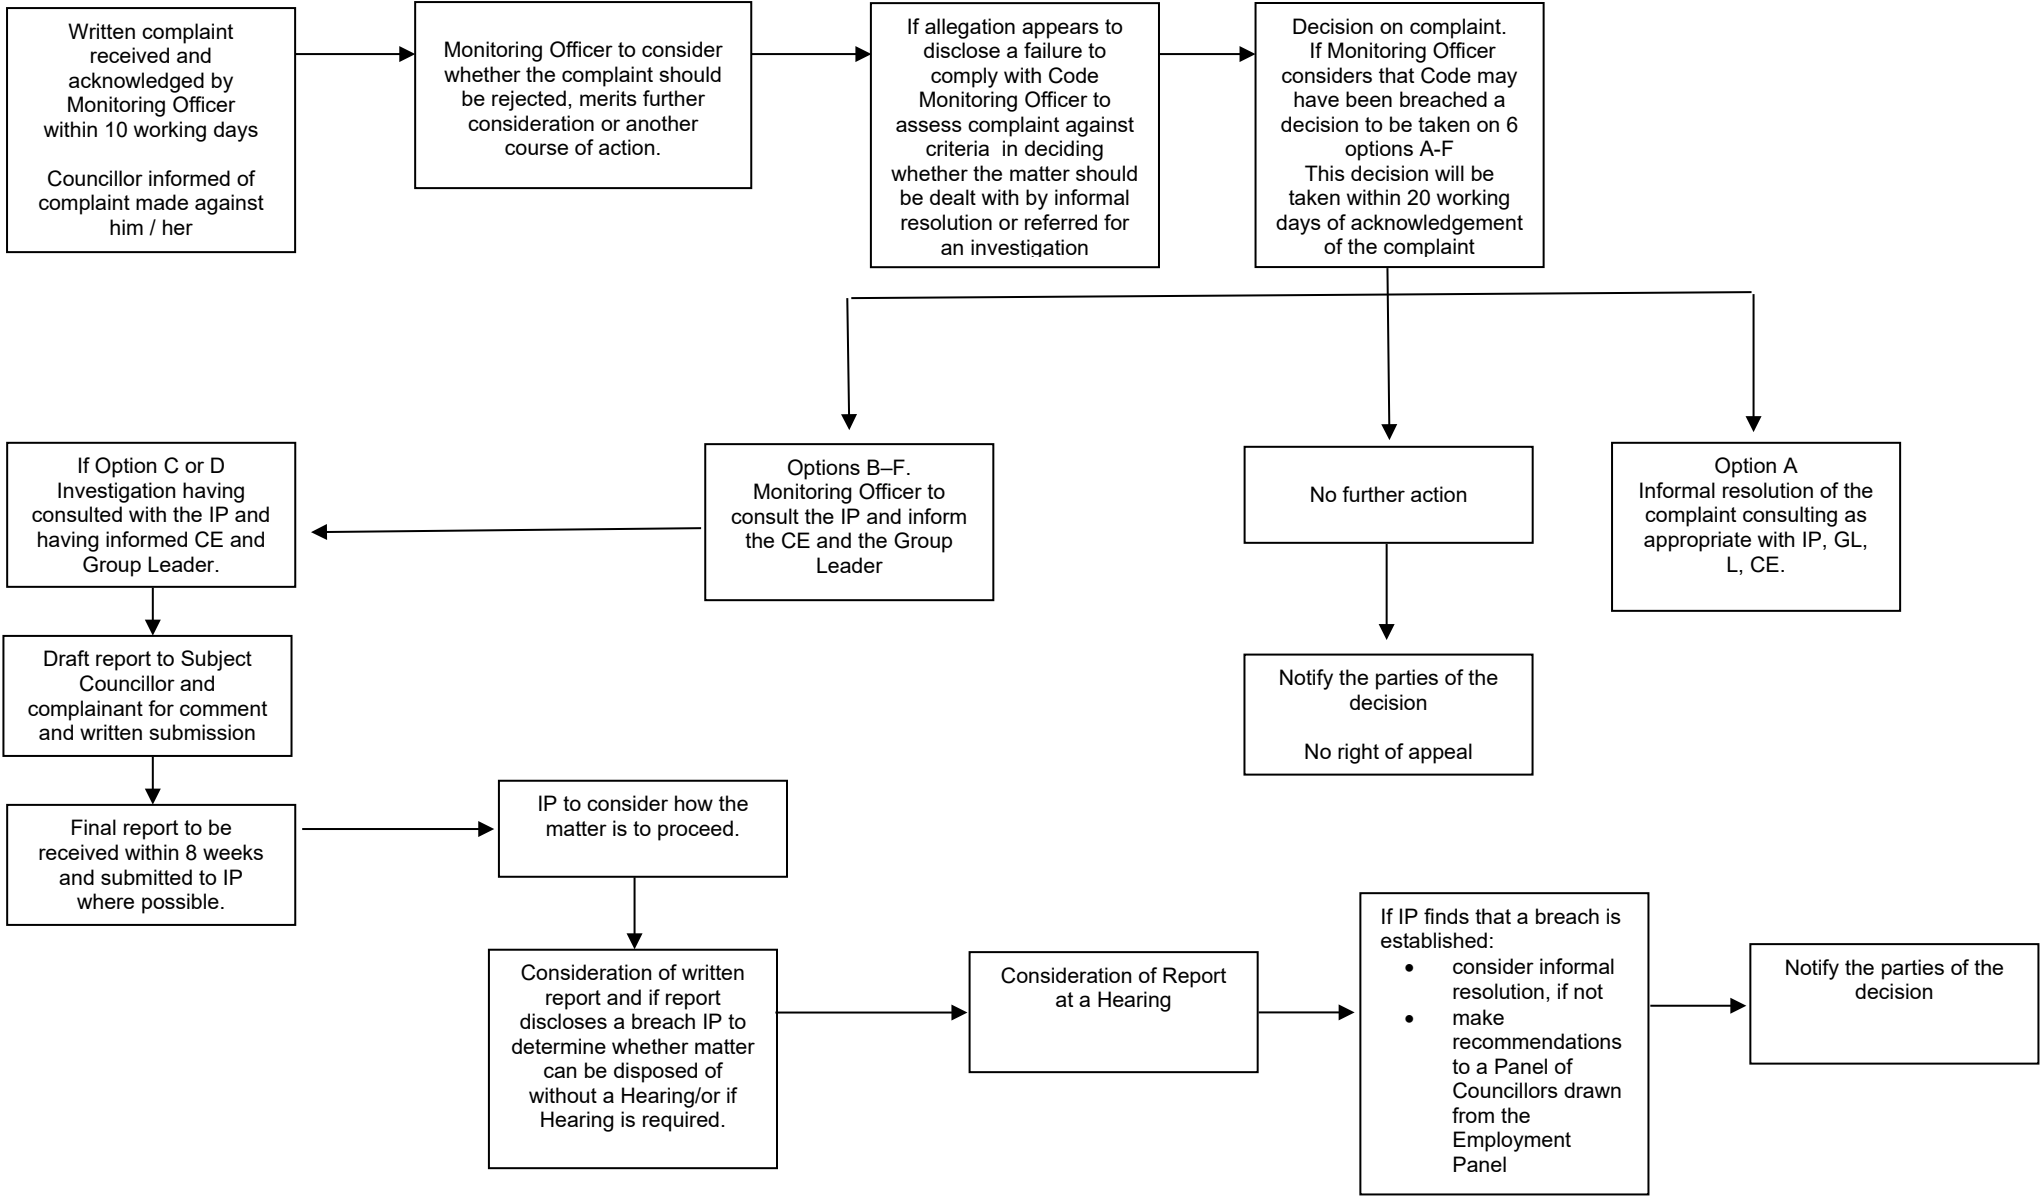 Written complaint
received and
acknowledged by
Monitoring Officer
within 10 working days
Councillor informed of
complaint made against
him / her
Monitoring Officer to consider
whether the complaint should
be rejected, merits further
consideration or another
course of action.
If allegation appears to
disclose a failure to
comply with Code
Monitoring Officer to
assess complaint against
criteria in deciding
whether the matter should
be dealt with by informal
resolution or referred for
an investigation
Decision on complaint.
If Monitoring Officer
considers that Code may
have been breached a
decision to be taken on 6
options A-F
This decision will be
taken within 20 working
days of acknowledgement
of the complaint
If Option C or D
Investigation having
consulted with the IP and
having informed CE and
Group Leader.
Options B–F.
Monitoring Officer to
consult the IP and inform
the CE and the Group
Leader
No further action
Option A
Informal resolution of the
complaint consulting as
appropriate with IP, GL,
L, CE.
Draft report to Subject
Councillor and
complainant for comment
and written submission
Notify the parties of the
decision
No right of appeal
Final report to be
received within 8 weeks
and submitted to IP
where possible.
IP to consider how the
matter is to proceed.
Consideration of written
report and if report
discloses a breach IP to
determine whether matter
can be disposed of
without a Hearing/or if
Hearing is required.
Consideration of Report
at a Hearing
If IP finds that a breach is
established:
• consider informal
resolution, if not
• make
recommendations
to a Panel of
Councillors drawn
from the
Employment
Panel
Notify the parties of the
decision